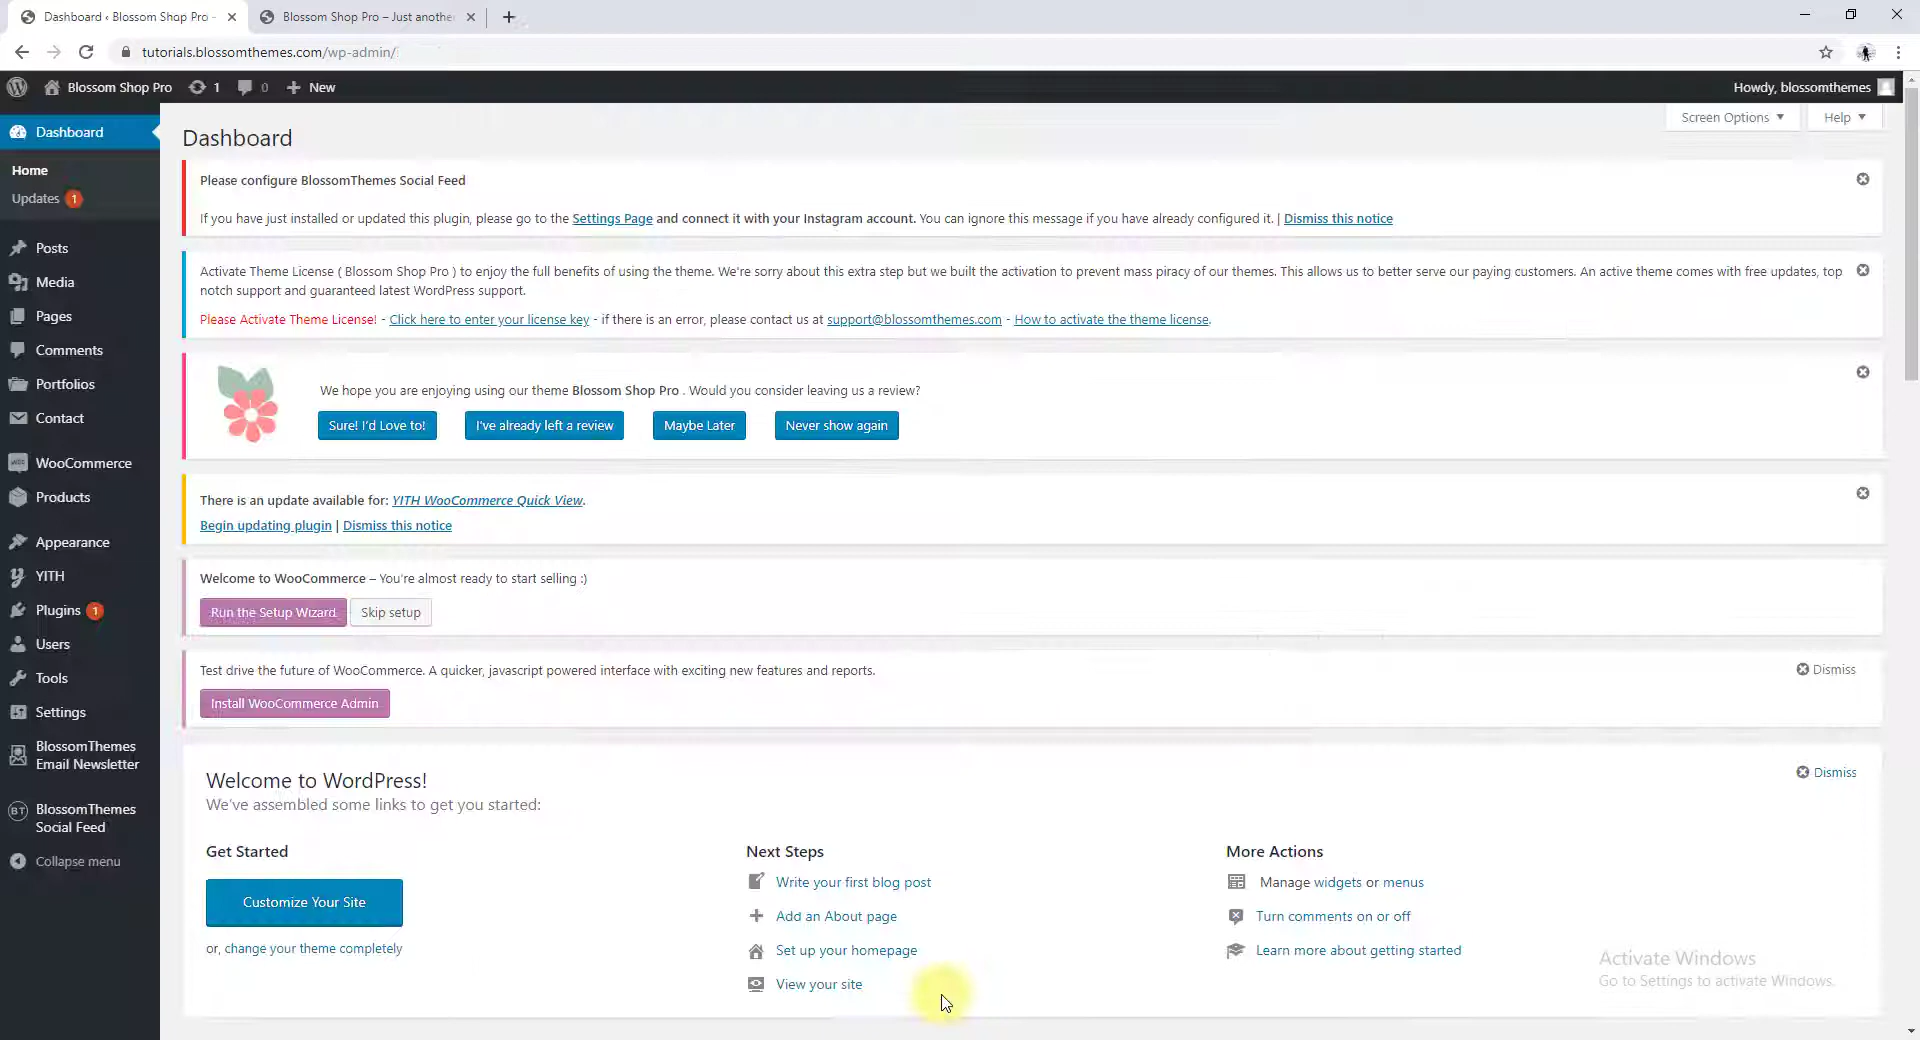 Dashboard ‹ Blossom Shop Pro -
Blossom Shop Pro – Just another
tutorials.blossomthemes.com/wp-admin/
Blossom Shop Pro 1 0 New
Howdy, blossomthemes
Dashboard
Home
Updates 1
Posts
Media
Pages
Comments
Portfolios
Contact
WooCommerce
Products
Appearance
YITH
Plugins 1
Users
Tools
Settings
BlossomThemes
Email Newsletter
BT
BlossomThemes
Social Feed
Collapse menu
Screen Options
Help
Dashboard
Please configure BlossomThemes Social Feed
If you have just installed or updated this plugin, please go to the Settings Page and connect it with your Instagram account. You can ignore this message if you have already configured it. | Dismiss this notice
Activate Theme License ( Blossom Shop Pro ) to enjoy the full benefits of using the theme. We're sorry about this extra step but we built the activation to prevent mass piracy of our themes. This allows us to better serve our paying customers. An active theme comes with free updates, top
notch support and guaranteed latest WordPress support.
Please Activate Theme License! - Click here to enter your license key - if there is an error, please contact us at support@blossomthemes.com - How to activate the theme license.
We hope you are enjoying using our theme Blossom Shop Pro . Would you consider leaving us a review?
Sure! I'd Love to!
I've already left a review
Maybe Later
Never show again
There is an update available for: YITH WooCommerce Quick View.
Begin updating plugin | Dismiss this notice
Welcome to WooCommerce – You're almost ready to start selling :)
Run the Setup Wizard
Skip setup
Test drive the future of WooCommerce. A quicker, javascript powered interface with exciting new features and reports.
Dismiss
Install WooCommerce Admin
Welcome to WordPress!
Dismiss
We've assembled some links to get you started:
Get Started
Customize Your Site
or, change your theme completely
Next Steps
Write your first blog post
Add an About page
Set up your homepage
View your site
More Actions
Manage widgets or menus
Turn comments on or off
Learn more about getting started
Activate Windows
Go to Settings to activate Windows.